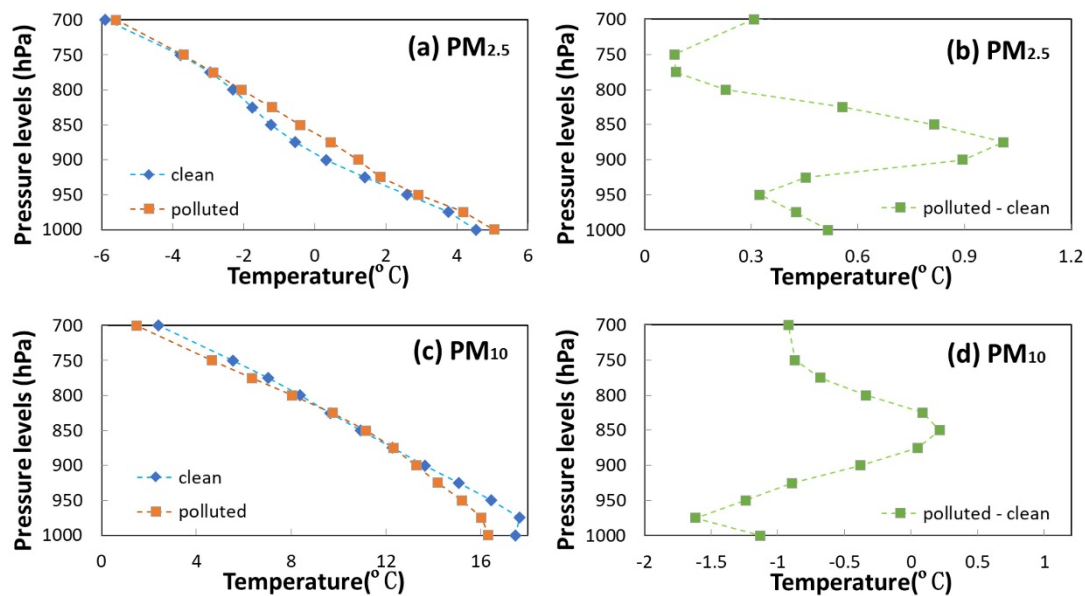 (a) PM2.5
Pressure levels (hPa)
700
750
800
850
900
950
1000
clean
polluted
-6 -4 -2 0 2 4 6
Temperature(° C)
(b) PM2.5
Pressure levels (hPa)
700
750
800
850
900
950
1000
polluted - clean
0 0.3 0.6 0.9 1.2
Temperature(° C)
(c) PM10
Pressure levels (hPa)
700
750
800
850
900
950
1000
clean
polluted
0 4 8 12 16
Temperature(° C)
(d) PM10
Pressure levels (hPa)
700
750
800
850
900
950
1000
polluted - clean
-2 -1.5 -1 -0.5 0 0.5 1
Temperature(° C)